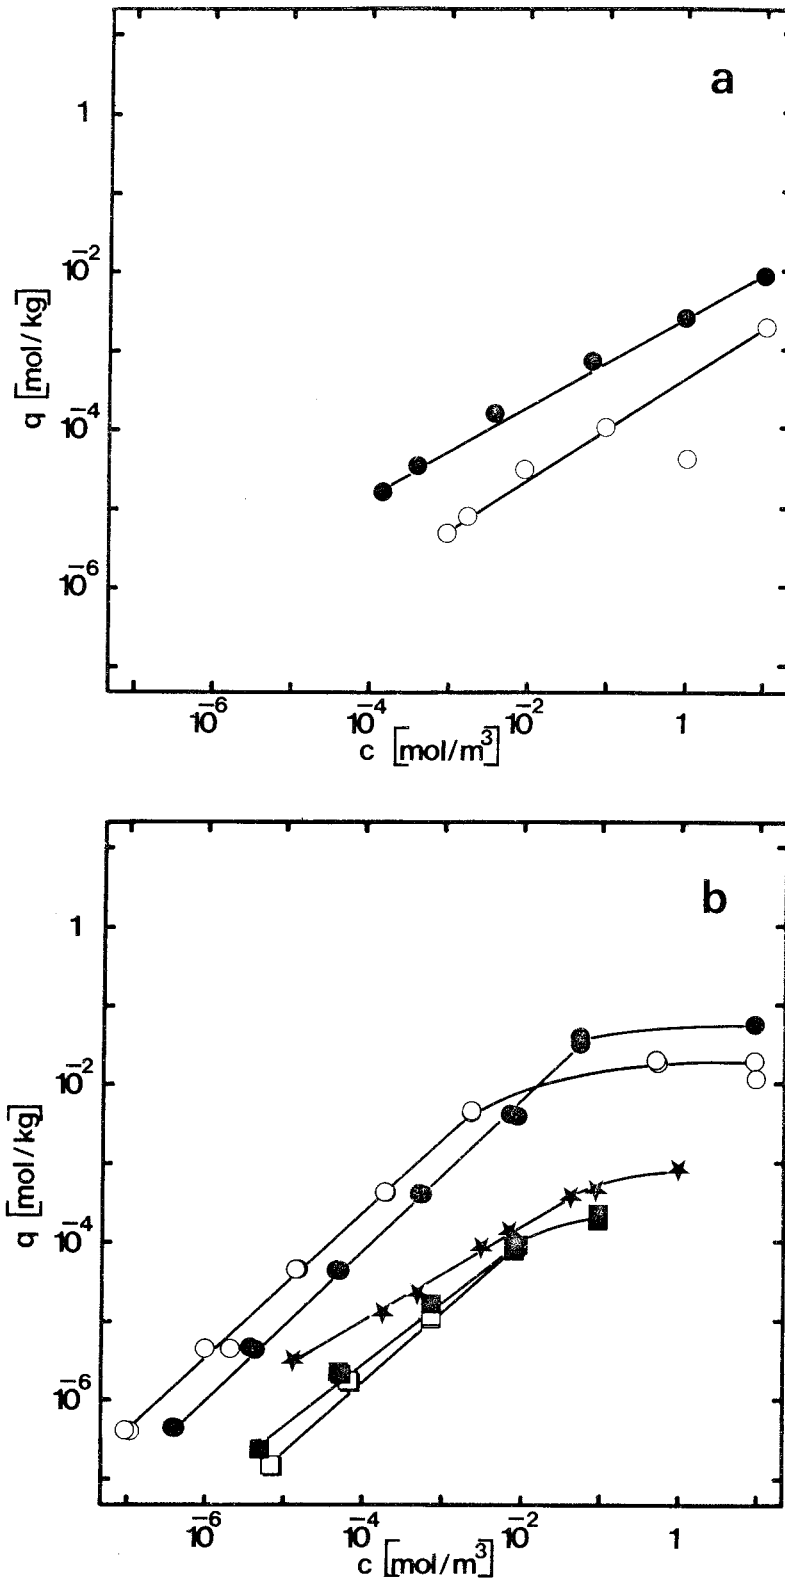 a
1
10⁻²
10⁻⁴
10⁻⁶
q [mol/kg]
10⁻⁶ 10⁻⁴ 10⁻² 1
c [mol/m³]
b
1
10⁻²
10⁻⁴
10⁻⁶
q [mol/kg]
10⁻⁶ 10⁻⁴ 10⁻² 1
c [mol/m³]